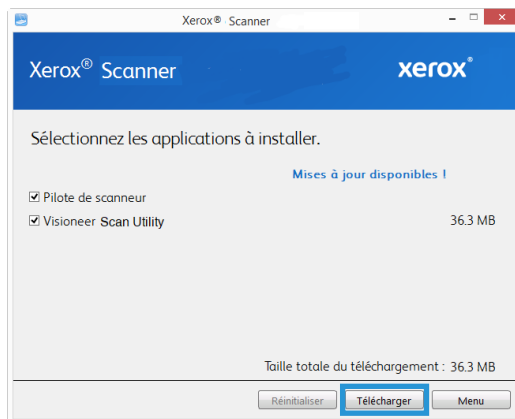 Xerox® Scanner
Xerox® Scanner
xerox®
Sélectionnez les applications à installer.
Mises à jour disponibles !
Pilote de scanneur
Visioneer Scan Utility 36.3 MB
Taille totale du téléchargement : 36.3 MB
Réinitialiser Télécharger Menu